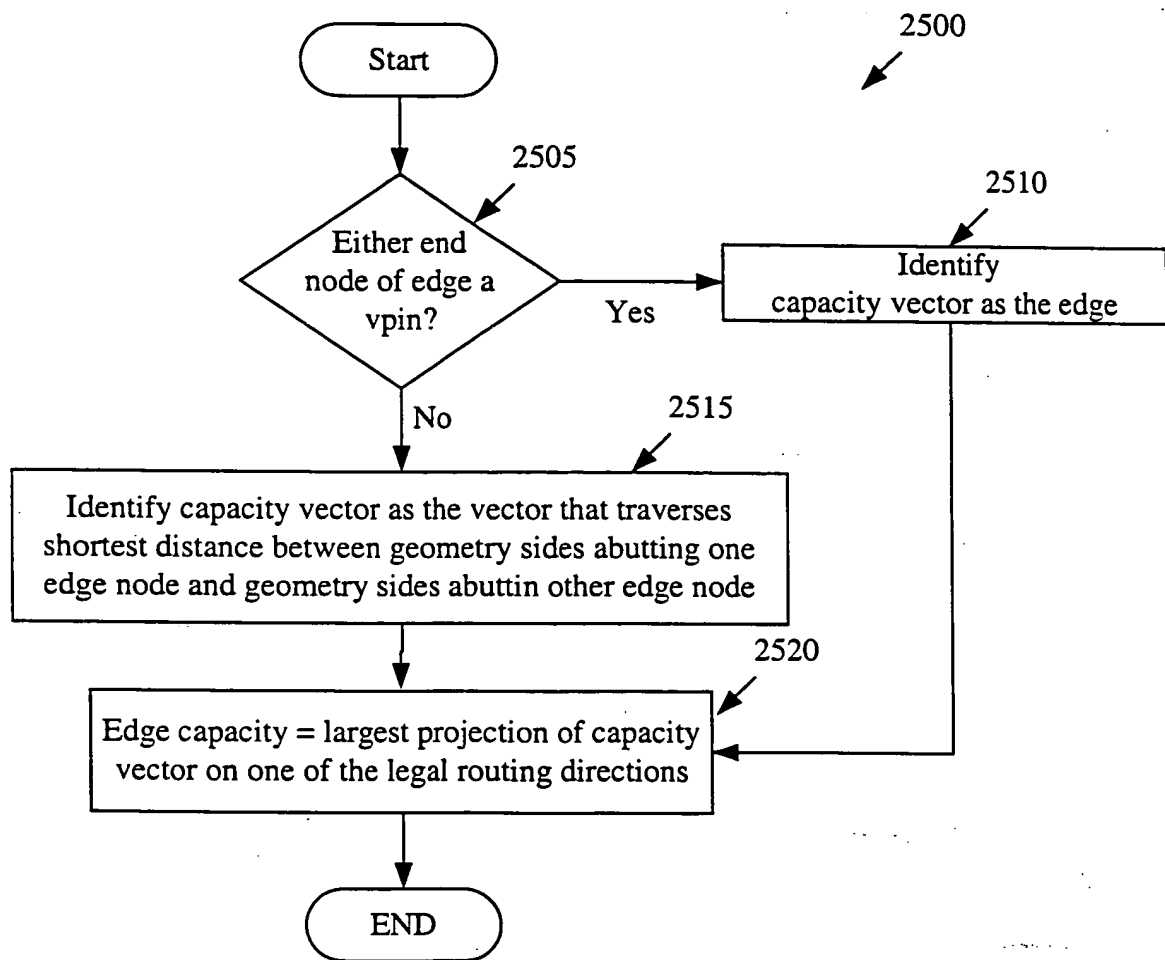 2500
Start
2505
Either end
node of edge a
vpin?
Yes
2510
Identify
capacity vector as the edge
No
2515
Identify capacity vector as the vector that traverses
shortest distance between geometry sides abutting one
edge node and geometry sides abuttin other edge node
2520
Edge capacity = largest projection of capacity
vector on one of the legal routing directions
END